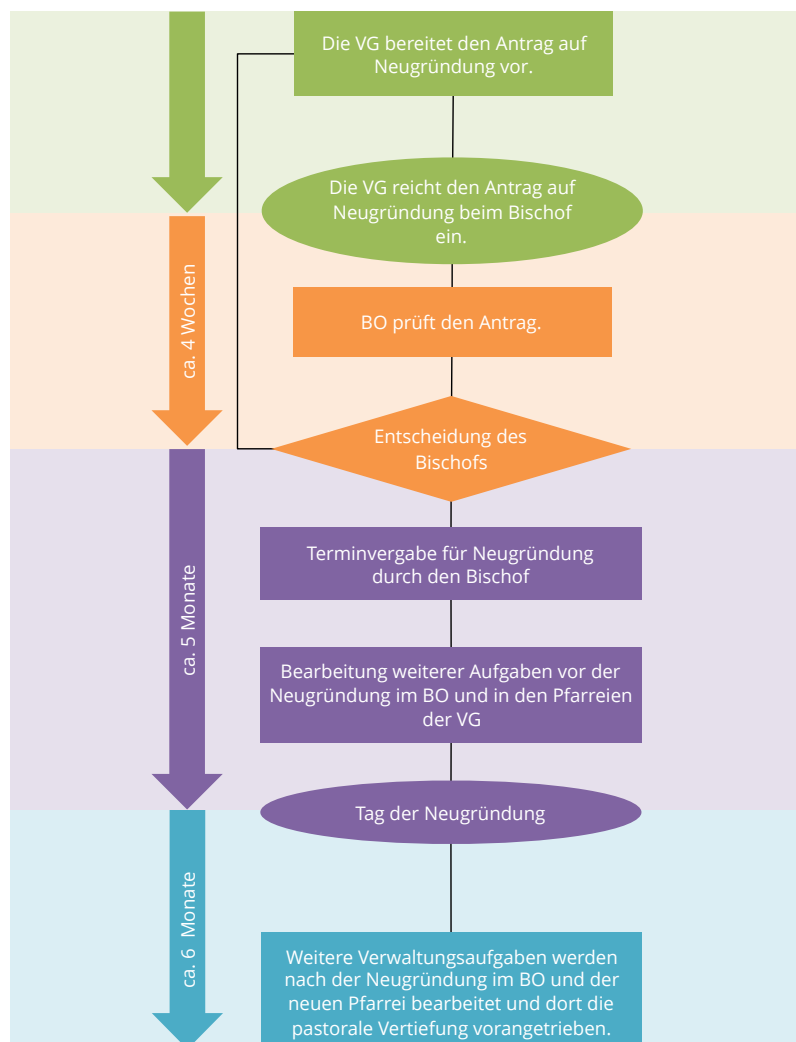 Die VG bereitet den Antrag auf
Neugründung vor.
Die VG reicht den Antrag auf
Neugründung beim Bischof
ein.
ca. 4 Wochen
BO prüft den Antrag.
Entscheidung des
Bischofs
ca. 5 Monate
Terminvergabe für Neugründung
durch den Bischof
Bearbeitung weiterer Aufgaben vor der
Neugründung im BO und in den Pfarreien
der VG
Tag der Neugründung
ca. 6 Monate
Weitere Verwaltungsaufgaben werden
nach der Neugründung im BO und der
neuen Pfarrei bearbeitet und dort die
pastorale Vertiefung vorangetrieben.